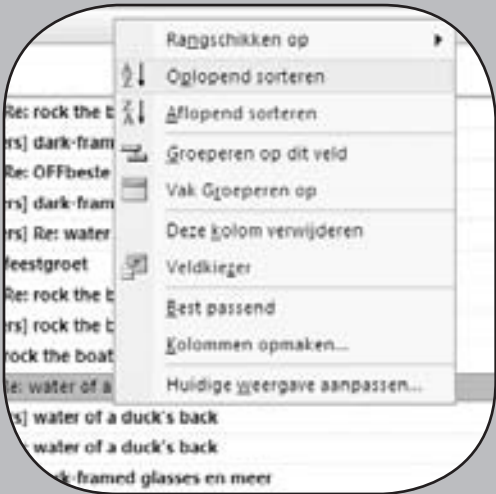 Rangschikken op
Oplopend sorteren
Re: rock the b
Aflopend sorteren
rs] dark-fram
Groeperen op dit veld
Re: OFFbeste
Vak Groeperen op
rs] dark-fram
rs] Re: water
Deze kolom verwijderen
feestgroet
Veldkiezer
Re: rock the b
Best passend
rs] rock the b
Kolommen opmaken...
rock the boat
Re: water of a
Huidige weergave aanpassen...
rs] water of a duck's back
water of a duck's back
k-framed glasses en meer